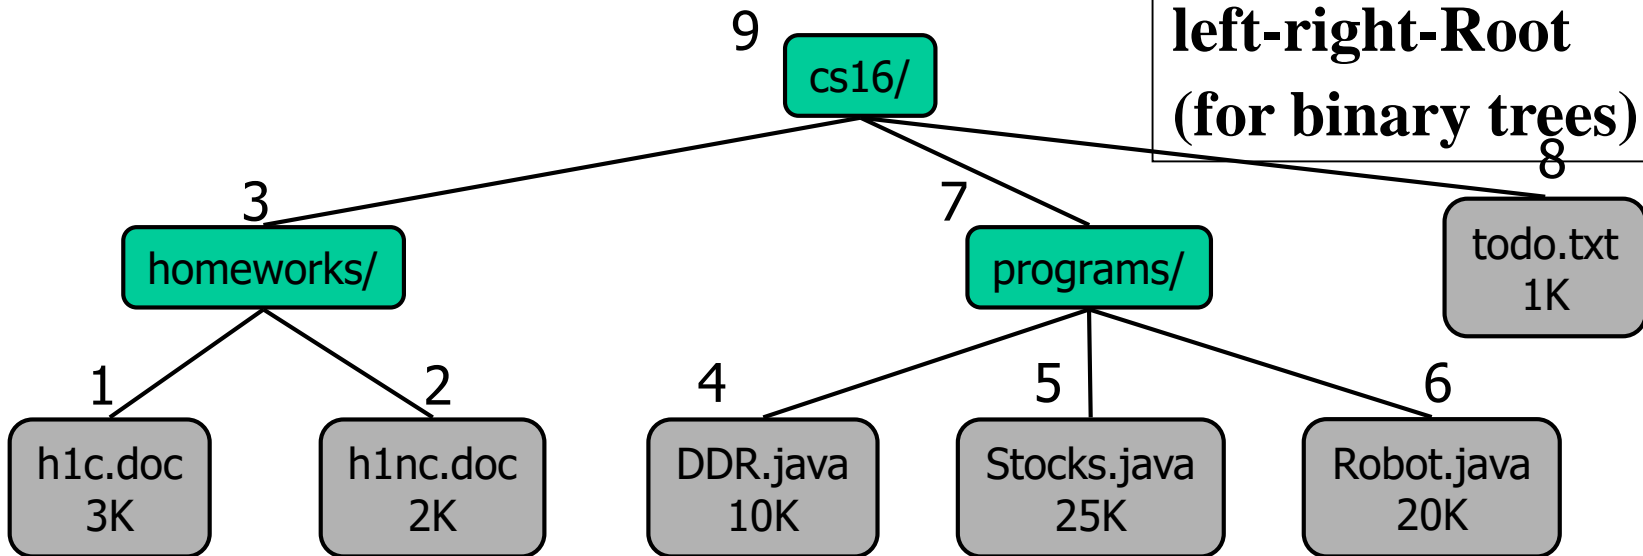 left-right-Root
(for binary trees)
9
cs16/
8
3
7
todo.txt
1K
homeworks/
programs/
1
2
4
5
6
h1c.doc
3K
h1nc.doc
2K
DDR.java
10K
Stocks.java
25K
Robot.java
20K